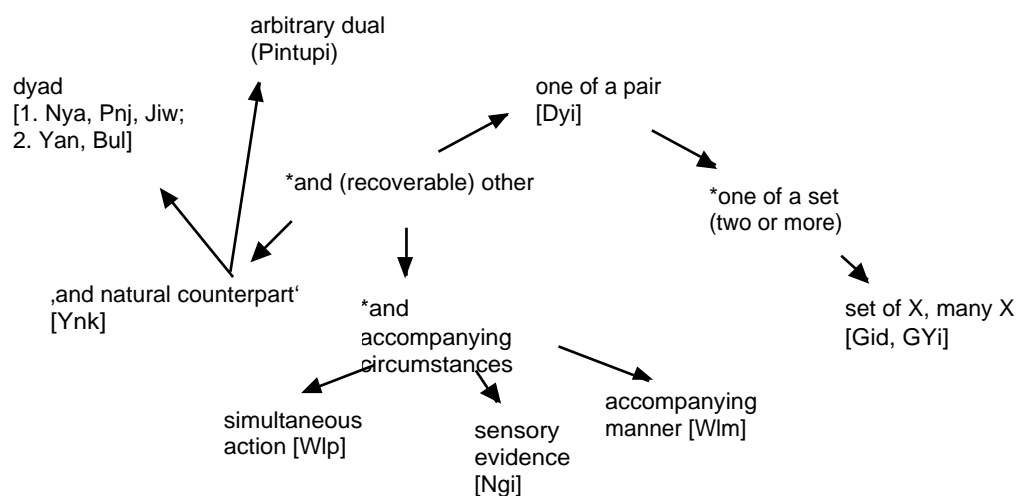 arbitrary dual
(Pintupi)
dyad
[1. Nya, Pnj, Jiw;
2. Yan, Bul]
one of a pair
[Dyi]
*and (recoverable) other
*one of a set
(two or more)
‚and natural counterpart‘
[Ynk]
*and
accompanying
circumstances
set of X, many X
[Gid, GYi]
simultaneous
action [Wlp]
sensory
evidence
[Ngi]
accompanying
manner [Wlm]